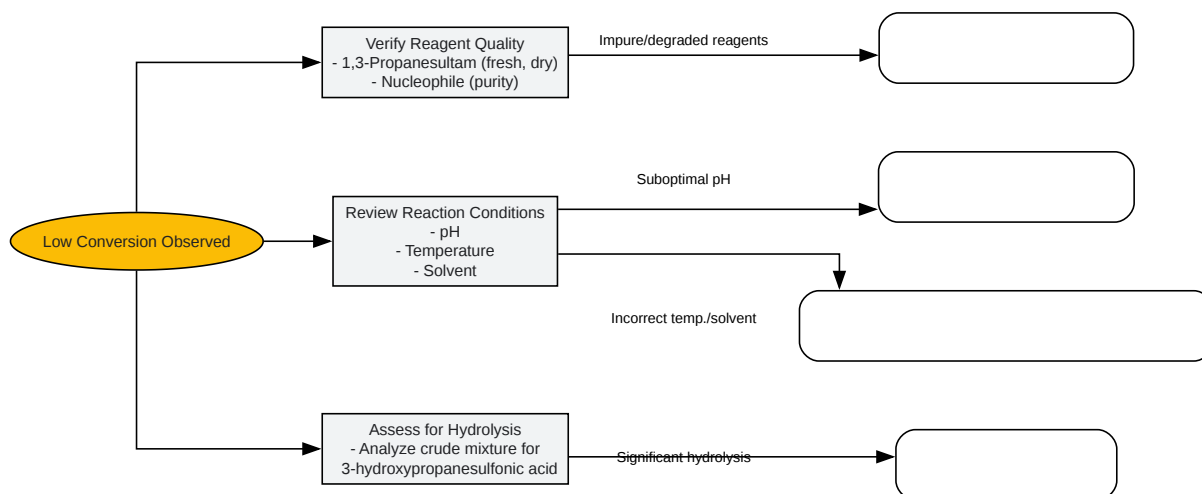 Verify Reagent Quality
- 1,3-Propanesultam (fresh, dry)
- Nucleophile (purity)
Impure/degraded reagents
Low Conversion Observed
Review Reaction Conditions
- pH
- Temperature
- Solvent
Suboptimal pH
Incorrect temp./solvent
Assess for Hydrolysis
- Analyze crude mixture for
3-hydroxypropanesulfonic acid
Significant hydrolysis